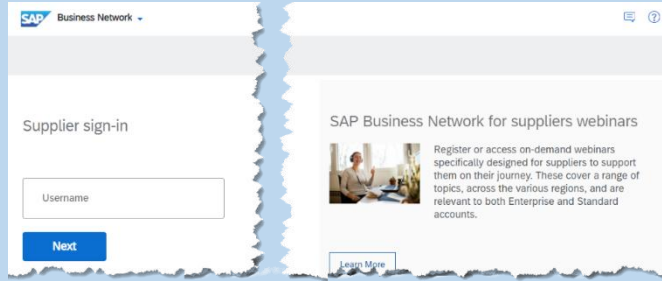 SAP Business Network
Supplier sign-in
Username
Next
SAP Business Network for suppliers webinars
Register or access on-demand webinars
specifically designed for suppliers to support
them on their journey. These cover a range of
topics, across the various regions, and are
relevant to both Enterprise and Standard
accounts.
Learn More